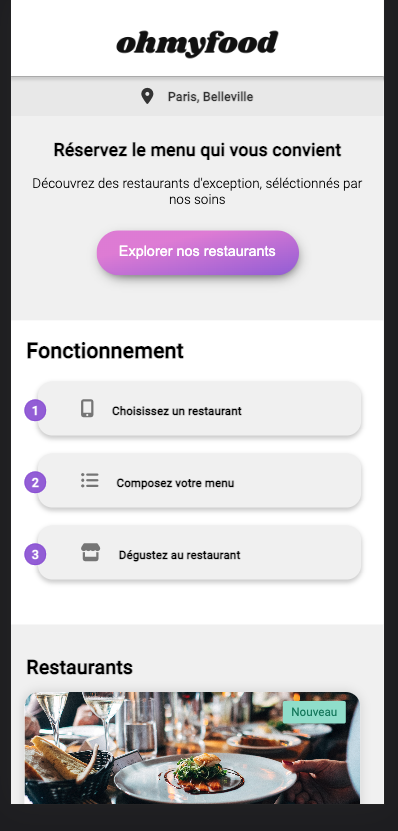 ohmyfood
Paris, Belleville
Réservez le menu qui vous convient
Découvrez des restaurants d'exception, séléctionnés par
nos soins
Explorer nos restaurants
Fonctionnement
1 Choisissez un restaurant
2 Composez votre menu
3 Dégustez au restaurant
Restaurants
Nouveau